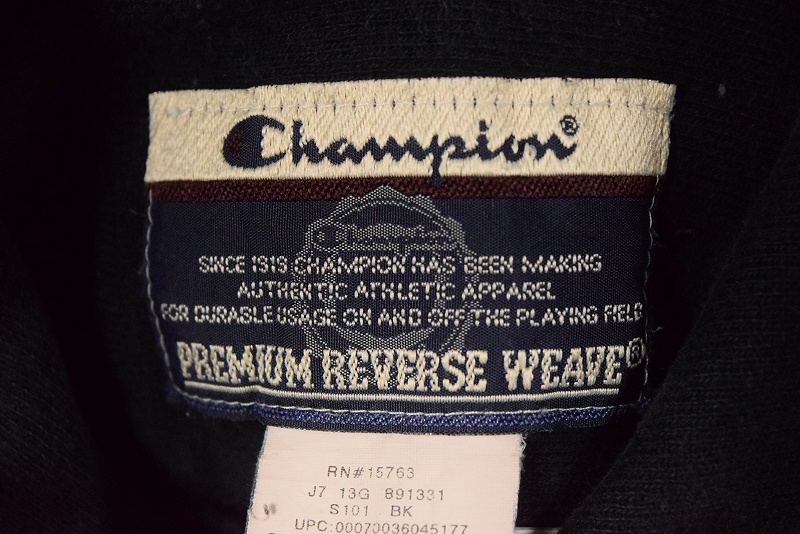 Champion®
SINCE 1919 CHAMPION HAS BEEN MAKING
AUTHENTIC ATHLETIC APPAREL
FOR DURABLE USAGE ON AND OFF THE PLAYING FIELD
PREMIUM REVERSE WEAVE®
RN#15763
J7 13G 891331
S101 BK
UPC:00070036045177